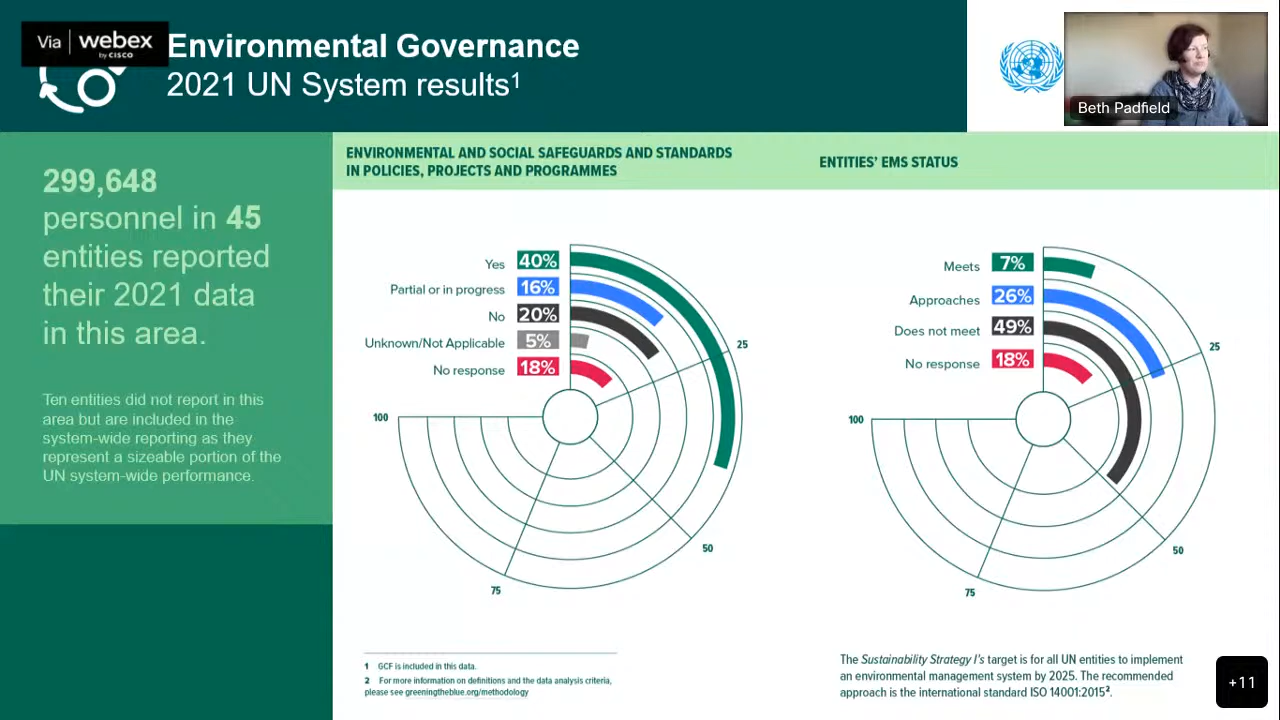 Via | webex
by CISCO
Environmental Governance
2021 UN System results¹
Beth Padfield
299,648
personnel in 45
entities reported
their 2021 data
in this area.
Ten entities did not report in this
area but are included in the
system-wide reporting as they
represent a sizeable portion of the
UN system-wide performance.
ENVIRONMENTAL AND SOCIAL SAFEGUARDS AND STANDARDS
IN POLICIES, PROJECTS AND PROGRAMMES
Yes 40%
Partial or in progress 16%
No 20%
Unknown/Not Applicable 5%
No response 18%
25
50
75
100
1 GCF is included in this data.
2 For more information on definitions and the data analysis criteria,
please see greeningtheblue.org/methodology
ENTITIES’ EMS STATUS
Meets 7%
Approaches 26%
Does not meet 49%
No response 18%
25
50
75
100
The Sustainability Strategy I’s target is for all UN entities to implement
an environmental management system by 2025. The recommended
approach is the international standard ISO 14001:2015².
+11